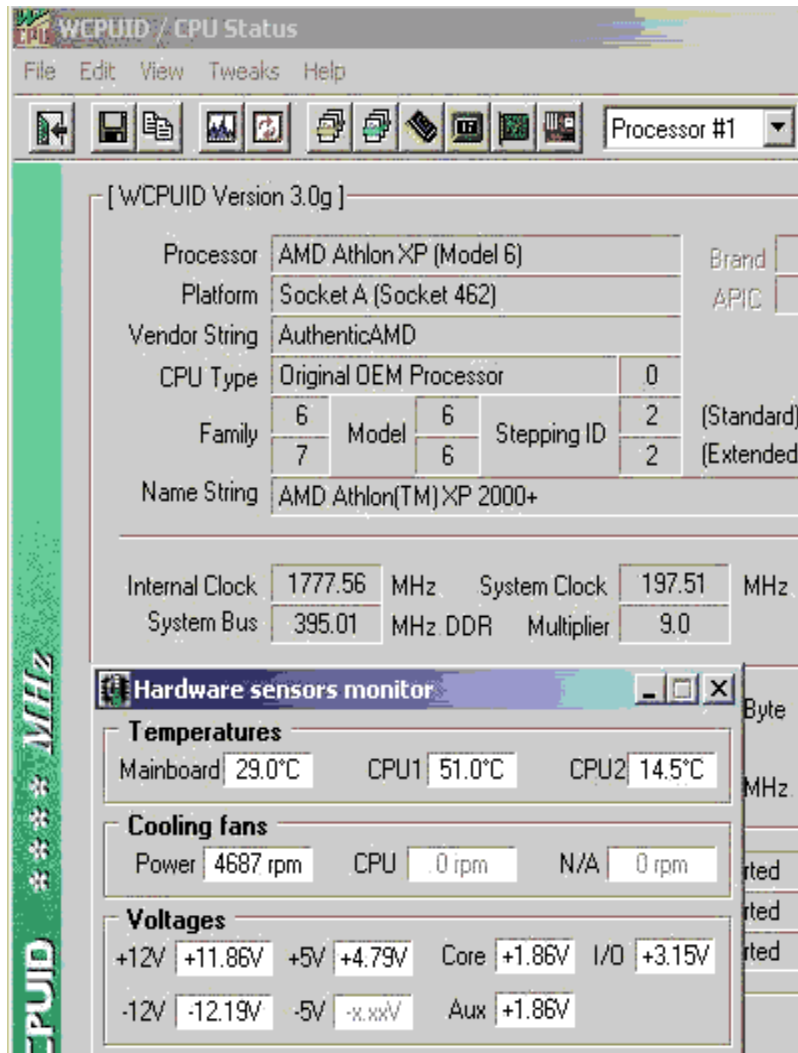 WCPUID / CPU Status
File Edit View Tweaks Help
Processor #1
[ WCPUID Version 3.0g ]
Processor AMD Athlon XP (Model 6) Brand
Platform Socket A (Socket 462) APIC
Vendor String AuthenticAMD
CPU Type Original OEM Processor 0
Family 6 Model 6 Stepping ID 2 (Standard)
7 6 2 (Extended
Name String AMD Athlon(TM) XP 2000+
Internal Clock 1777.56 MHz System Clock 197.51 MHz
System Bus 395.01 MHz DDR Multiplier 9.0
Hardware sensors monitor
Byte
Temperatures
Mainboard 29.0°C CPU1 51.0°C CPU2 14.5°C
MHz
Cooling fans
Power 4687 rpm CPU 0 rpm N/A 0 rpm
rted
rted
Voltages
+12V +11.86V +5V +4.79V Core +1.86V I/O +3.15V
rted
-12V -12.19V -5V -x.xxV Aux +1.86V
CPUID **** MHz